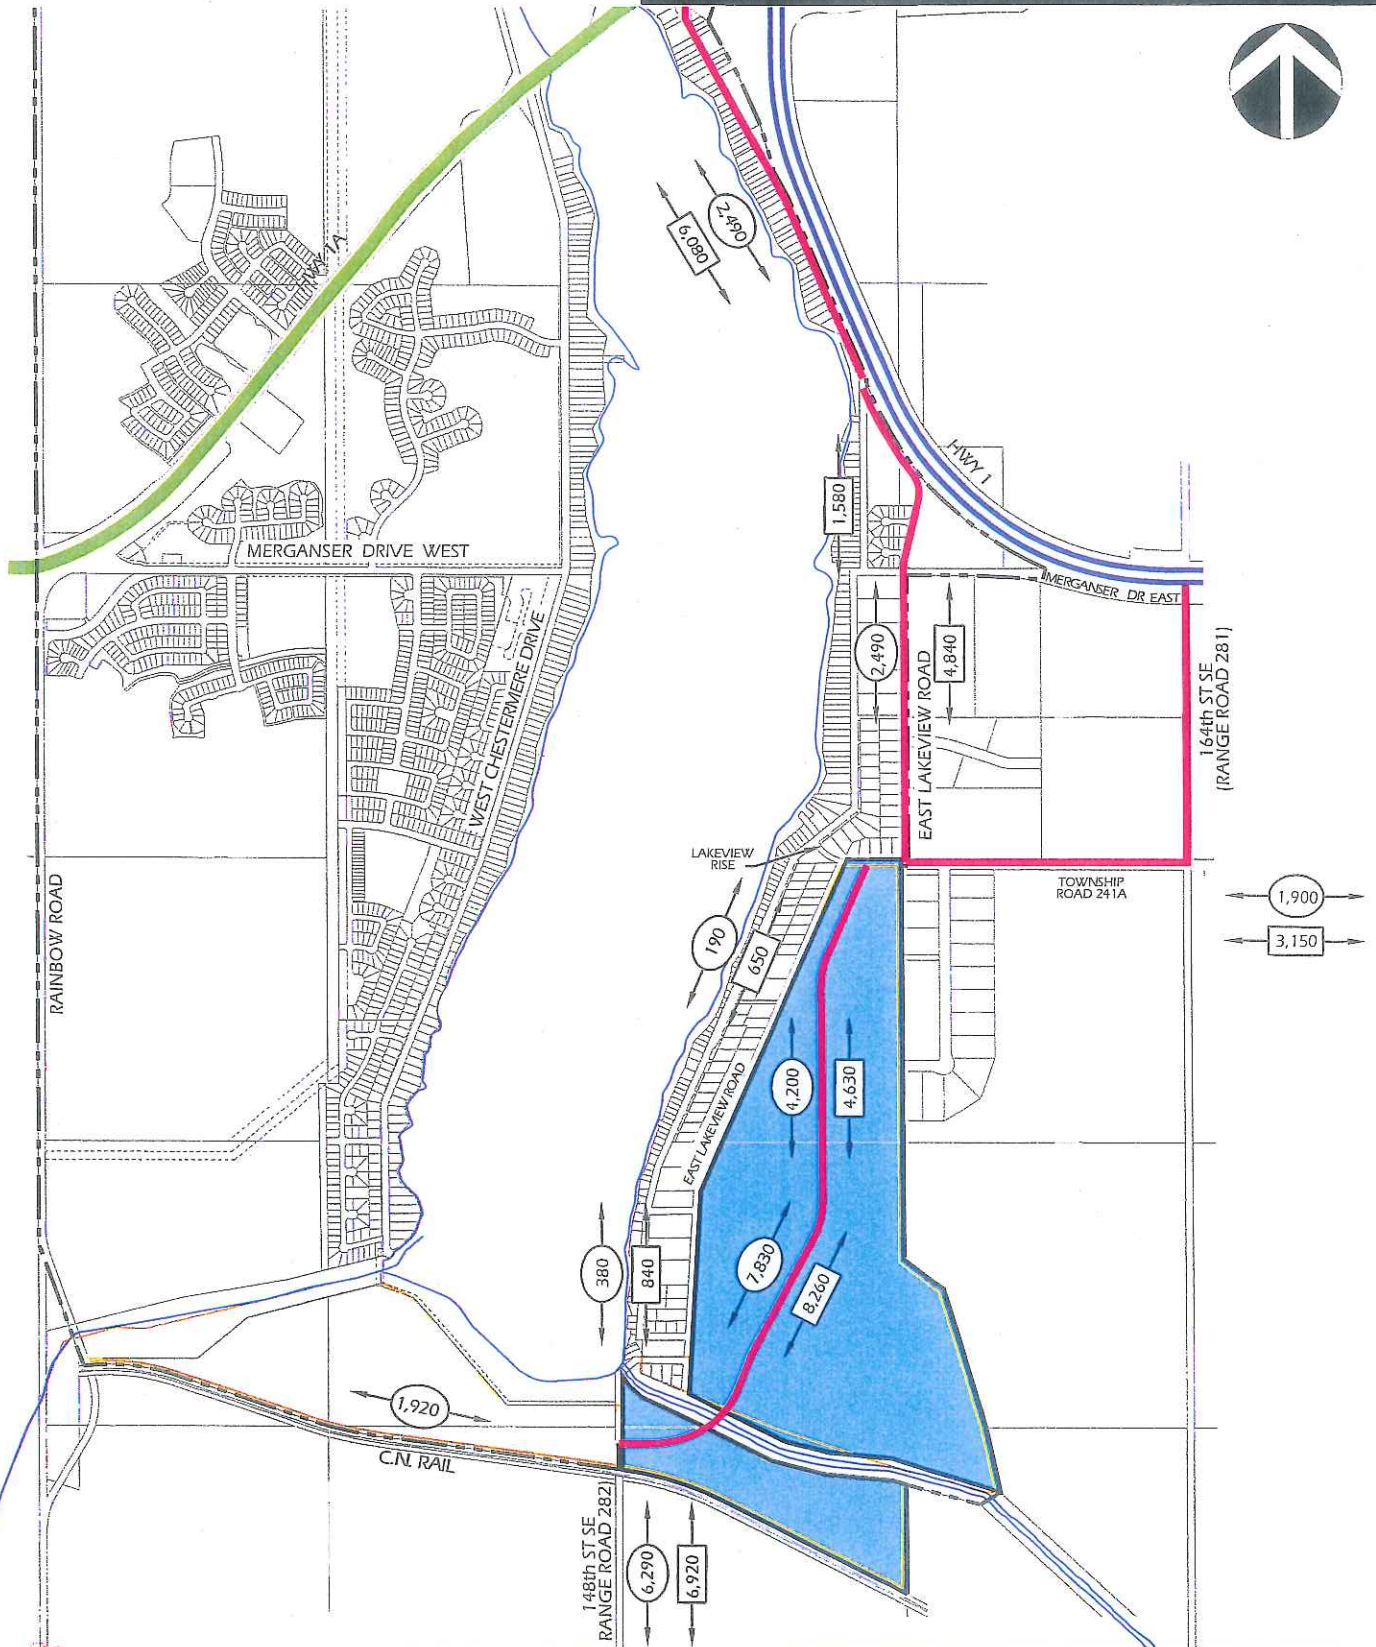 HWY 1A
2,490
6,080
HWY 1
1,580
MERGANSER DRIVE WEST
MERGANSER DR EAST
2,490
4,840
EAST LAKEVIEW ROAD
WEST CHESTERMERE DRIVE
164th ST SE
(RANGE ROAD 281)
LAKEVIEW
RISE
RAINBOW ROAD
TOWNSHIP
ROAD 241A
1,900
3,150
190
650
4,200
4,630
EAST LAKEVIEW ROAD
380
840
7,830
8,260
1,920
C.N. RAIL
148th ST SE
RANGE ROAD 282)
6,290
6,920